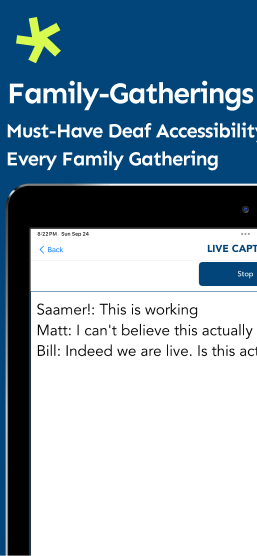 Family-Gatherings
Must-Have Deaf Accessibility
Every Family Gathering
8:22 PM Sun Sep 24
Back
LIVE CAPT
Stop
Saamer!: This is working
Matt: I can't believe this actually
Bill: Indeed we are live. Is this act